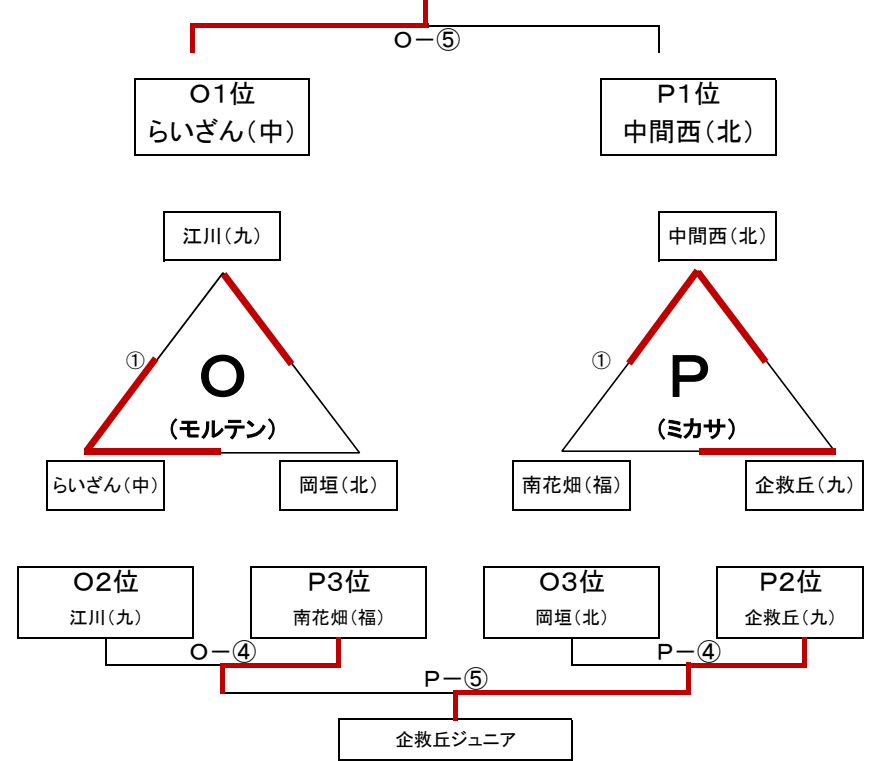 O－⑤
O1位
らいざん(中)
P1位
中間西(北)
江川(九)
中間西(北)
①
O
(モルテン)
①
P
(ミカサ)
らいざん(中)
岡垣(北)
南花畑(福)
企救丘(九)
O2位
江川(九)
P3位
南花畑(福)
O3位
岡垣(北)
P2位
企救丘(九)
O－④
P－④
P－⑤
企救丘ジュニア